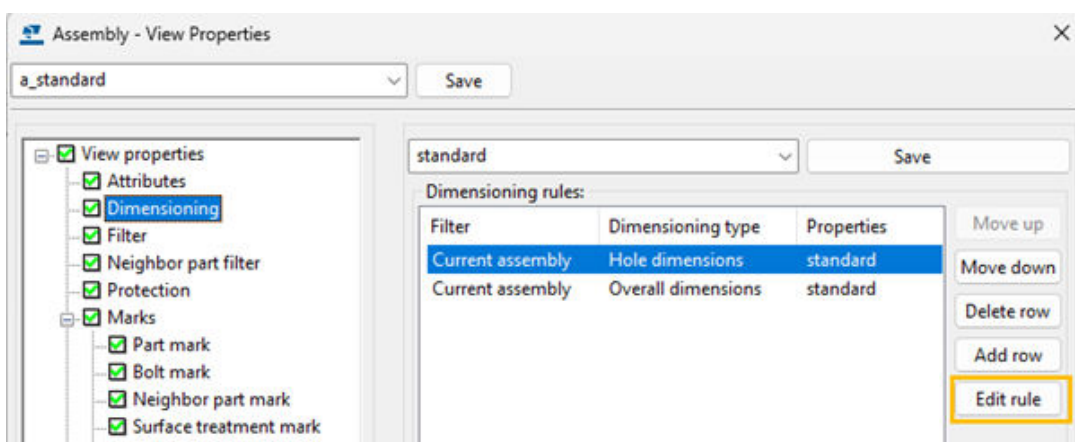 Assembly - View Properties
a_standard
Save
View properties
Attributes
Dimensioning
Filter
Neighbor part filter
Protection
Marks
Part mark
Bolt mark
Neighbor part mark
Surface treatment mark
standard
Save
Dimensioning rules:
Filter Dimensioning type Properties
Current assembly Hole dimensions standard
Current assembly Overall dimensions standard
Move up
Move down
Delete row
Add row
Edit rule